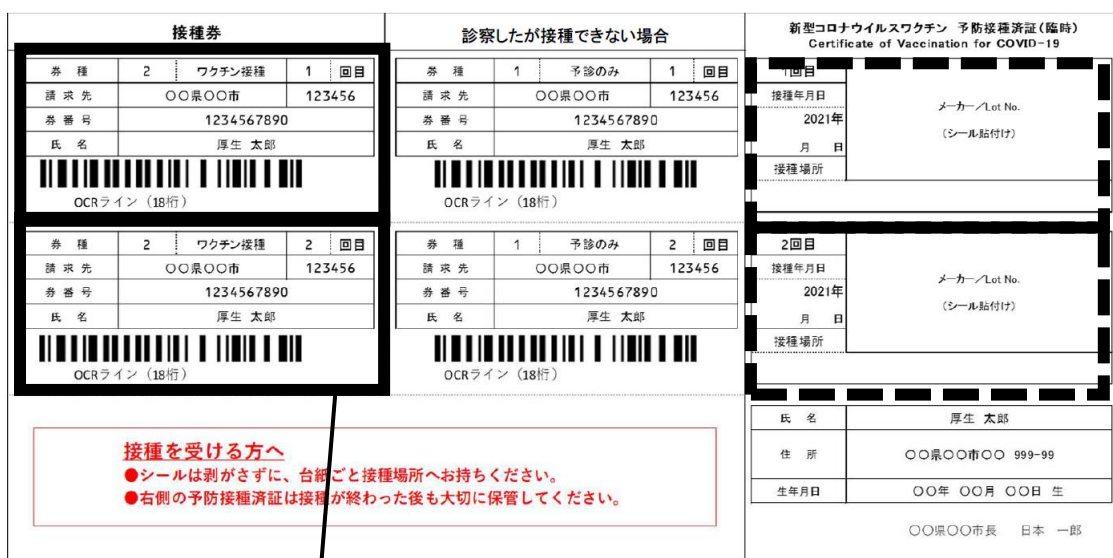 接種券
診察したが接種できない場合
新型コロナウイルスワクチン 予防接種済証(臨時)
Certificate of Vaccination for COVID-19
券 種 2 ワクチン接種 1 回目
請 求 先 〇〇県〇〇市 123456
券 番 号 1234567890
氏 名 厚生 太郎
OCRライン (18桁)
券 種 1 予診のみ 1 回目
請 求 先 〇〇県〇〇市 123456
券 番 号 1234567890
氏 名 厚生 太郎
OCRライン (18桁)
1回目
接種年月日
2021年
月 日
接種場所
メーカー/Lot No.
(シール貼付け)
券 種 2 ワクチン接種 2 回目
請 求 先 〇〇県〇〇市 123456
券 番 号 1234567890
氏 名 厚生 太郎
OCRライン (18桁)
券 種 1 予診のみ 2 回目
請 求 先 〇〇県〇〇市 123456
券 番 号 1234567890
氏 名 厚生 太郎
OCRライン (18桁)
2回目
接種年月日
2021年
月 日
接種場所
メーカー/Lot No.
(シール貼付け)
接種を受ける方へ
●シールは剥がさずに、台紙ごと接種場所へお持ちください。
●右側の予防接種済証は接種が終わった後も大切に保管してください。
氏 名 厚生 太郎
住 所 〇〇県〇〇市〇〇 999-99
生年月日 〇〇年 〇〇月 〇〇日 生
〇〇県〇〇市長 日本 一郎